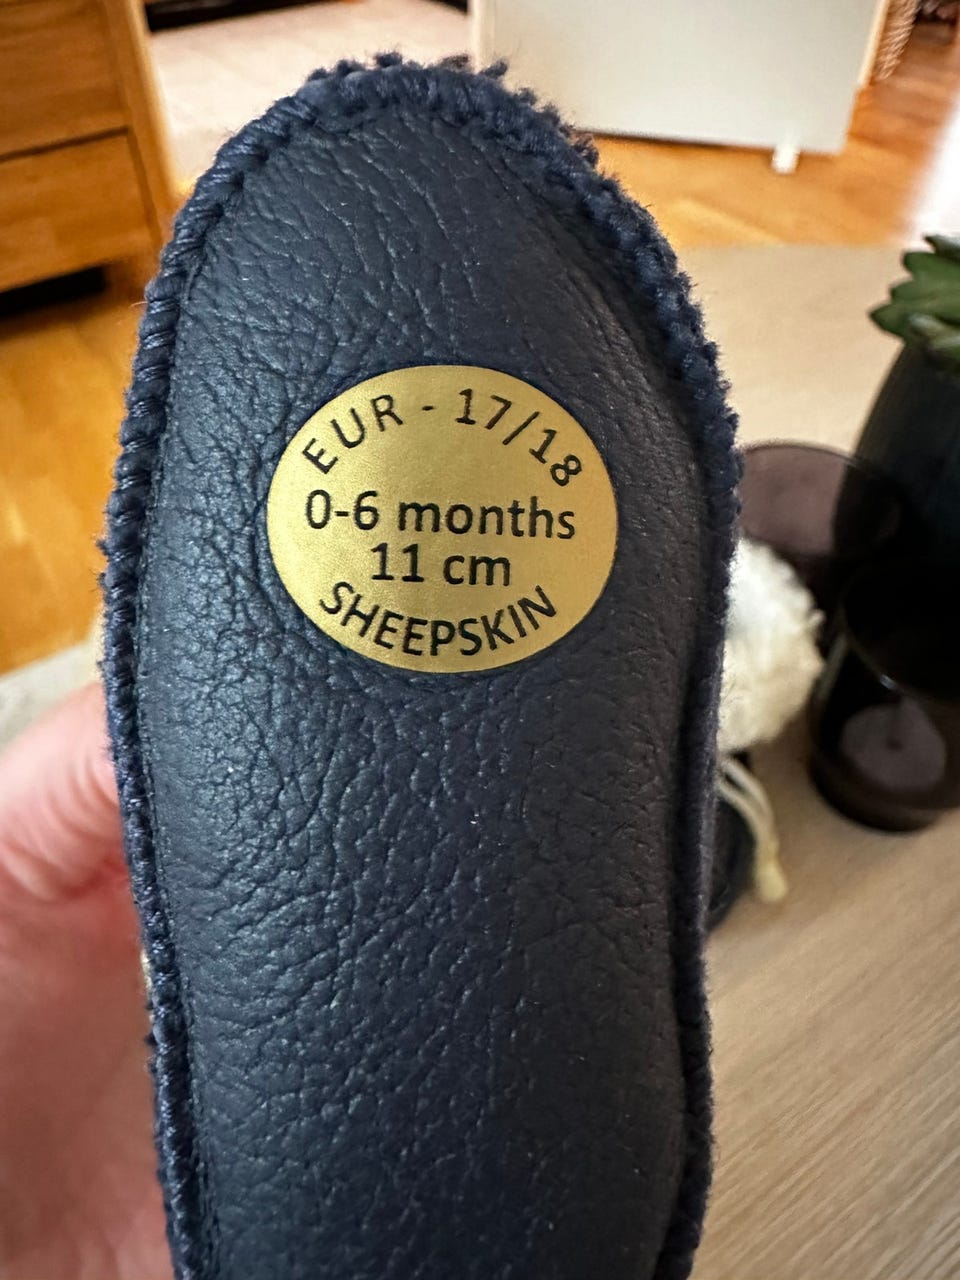 EUR - 17/18
0-6 months
11 cm
SHEEPSKIN